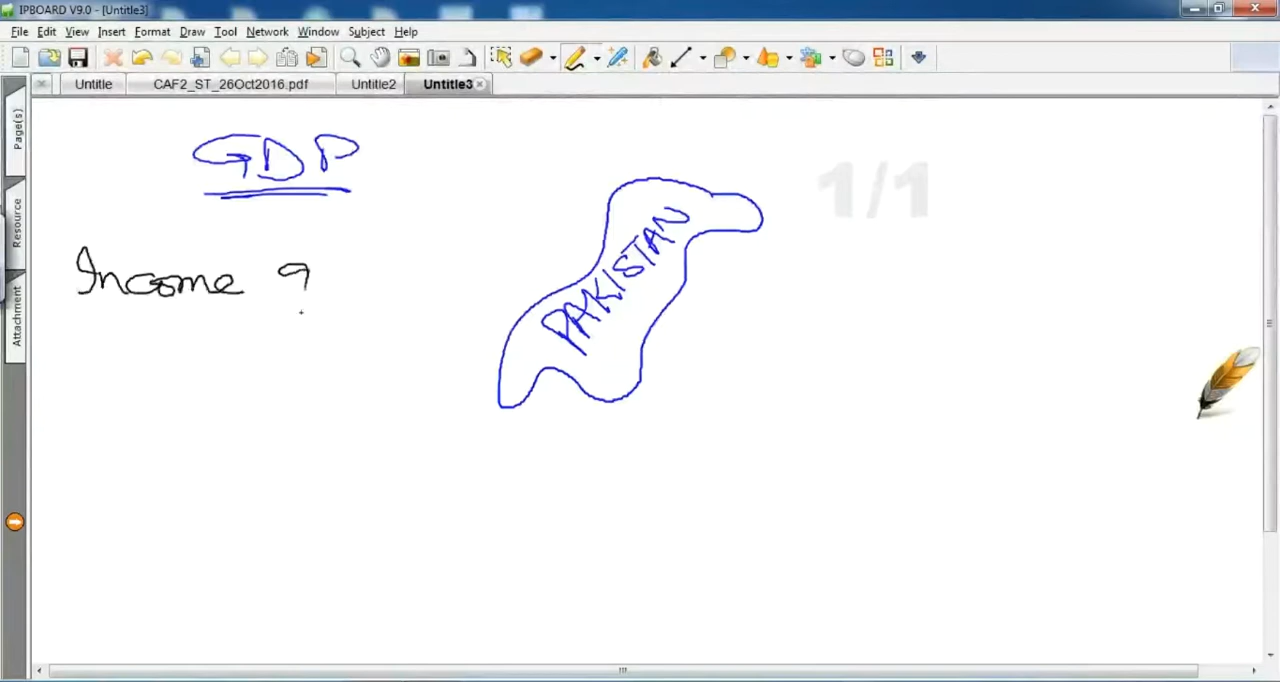 IPBOARD V9.0 - [Untitle3]
File Edit View Insert Format Draw Tool Network Window Subject Help
Untitle CAF2_ST_26Oct2016.pdf Untitle2 Untitle3
Page(s)
Resource
Attachment
GDP
1/1
PAKISTAN
Income ?